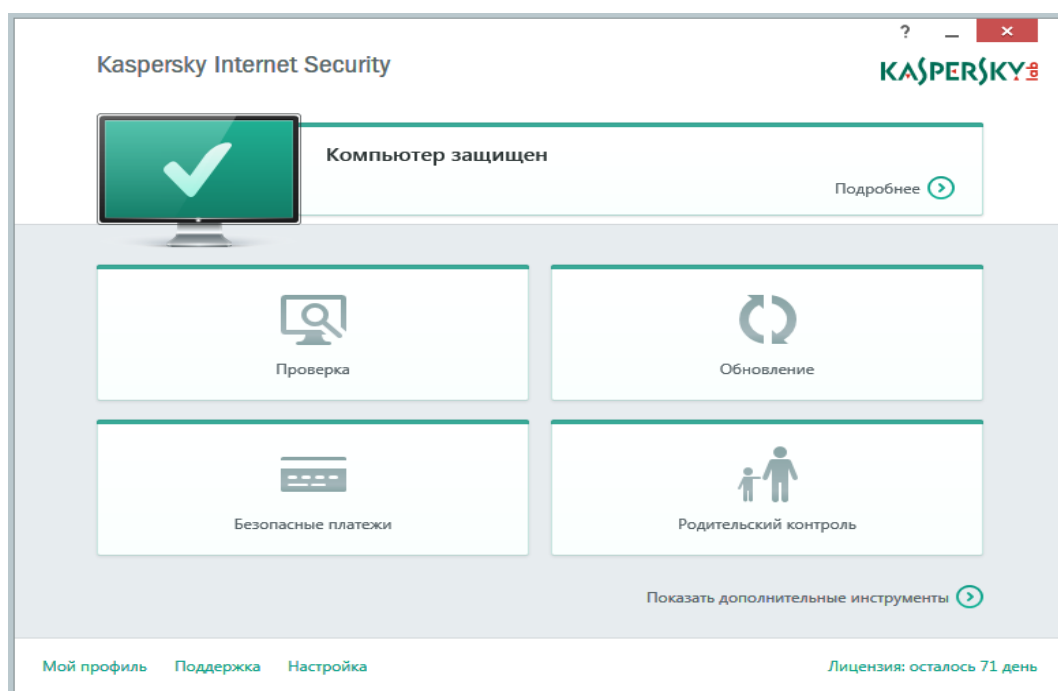 ?
Kaspersky Internet Security
KASPERSKY lab
Компьютер защищен
Подробнее
Проверка
Обновление
Безопасные платежи
Родительский контроль
Показать дополнительные инструменты
Мой профиль Поддержка Настройка Лицензия: осталось 71 день